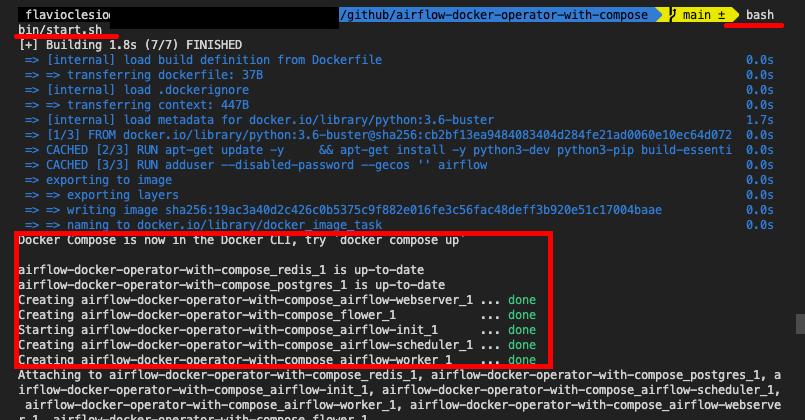 flavioclesio /github/airflow-docker-operator-with-compose main ± bash
bin/start.sh
[+] Building 1.8s (7/7) FINISHED
=> [internal] load build definition from Dockerfile 0.0s
=> => transferring dockerfile: 37B 0.0s
=> [internal] load .dockerignore 0.0s
=> => transferring context: 447B 0.0s
=> [internal] load metadata for docker.io/library/python:3.6-buster 1.7s
=> [1/3] FROM docker.io/library/python:3.6-buster@sha256:cb2bf13ea9484083404d284fe21ad0060e10ec64d072 0.0s
=> CACHED [2/3] RUN apt-get update -y && apt-get install -y python3-dev python3-pip build-essenti 0.0s
=> CACHED [3/3] RUN adduser --disabled-password --gecos '' airflow 0.0s
=> exporting to image 0.0s
=> => exporting layers 0.0s
=> => writing image sha256:19ac3a40d2c426c0b5375c9f882e016fe3c56fac48deff3b920e51c17004baae 0.0s
=> => naming to docker.io/library/docker_image_task 0.0s
Docker Compose is now in the Docker CLI, try `docker compose up`
airflow-docker-operator-with-compose_redis_1 is up-to-date
airflow-docker-operator-with-compose_postgres_1 is up-to-date
Creating airflow-docker-operator-with-compose_airflow-webserver_1 ... done
Creating airflow-docker-operator-with-compose_flower_1 ... done
Starting airflow-docker-operator-with-compose_airflow-init_1 ... done
Creating airflow-docker-operator-with-compose_airflow-scheduler_1 ... done
Creating airflow-docker-operator-with-compose_airflow-worker_1 ... done
Attaching to airflow-docker-operator-with-compose_redis_1, airflow-docker-operator-with-compose_postgres_1, a
irflow-docker-operator-with-compose_airflow-init_1, airflow-docker-operator-with-compose_airflow-scheduler_1,
airflow-docker-operator-with-compose_airflow-worker_1, airflow-docker-operator-with-compose_airflow-webserve
r_1, airflow-docker-operator-with-compose_flower_1